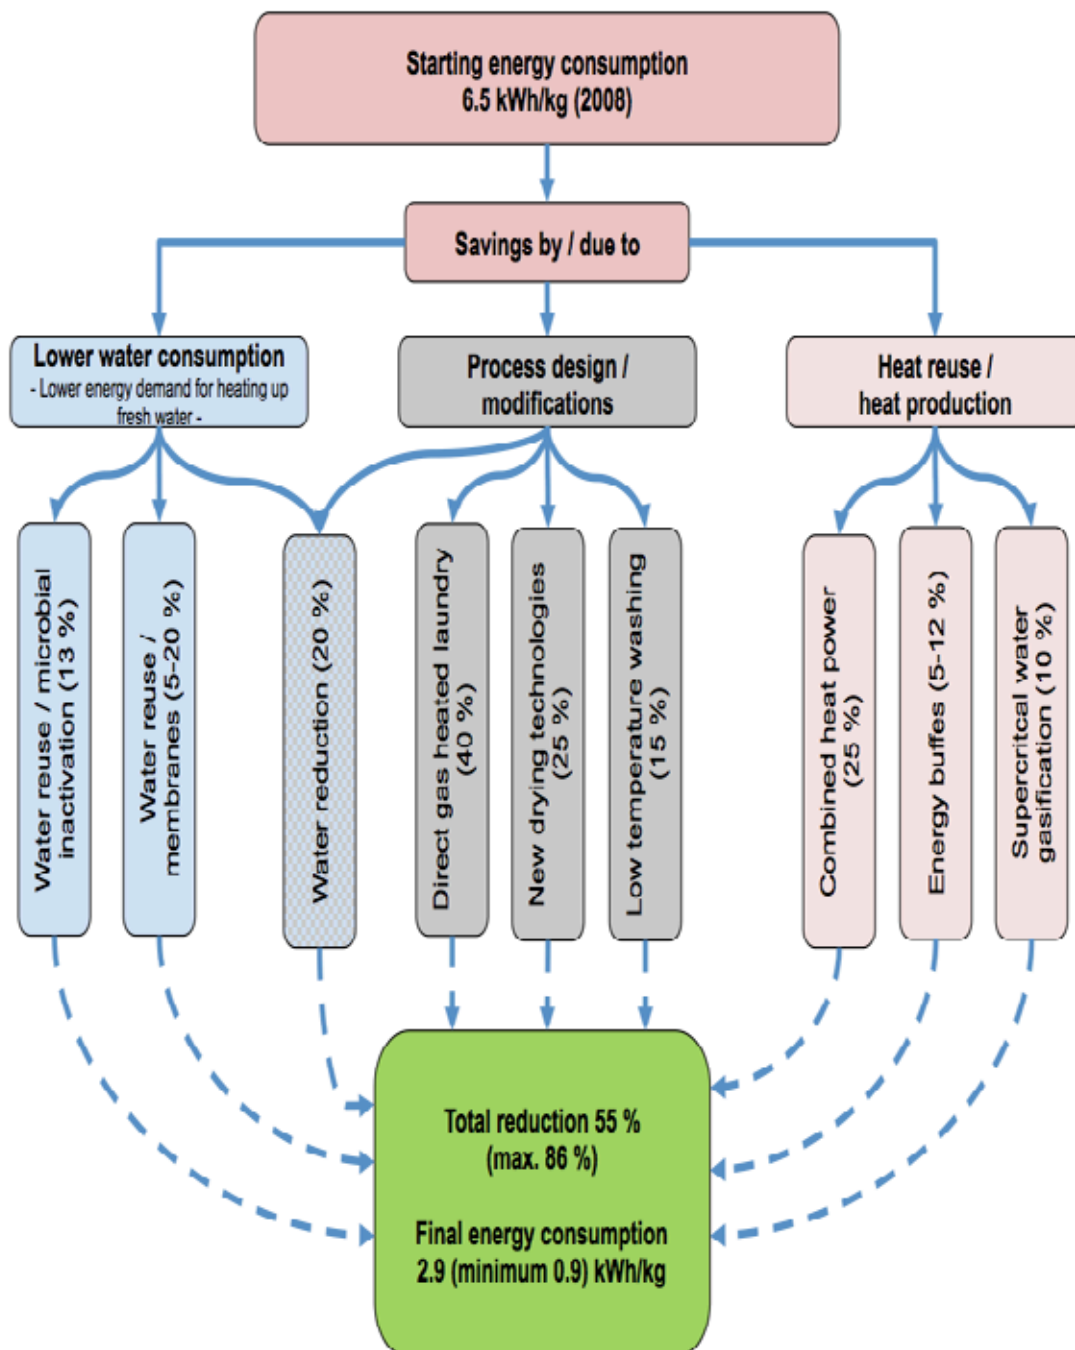 Starting energy consumption
6.5 kWh/kg (2008)
Savings by / due to
Lower water consumption
- Lower energy demand for heating up
fresh water -
Process design /
modifications
Heat reuse /
heat production
Water reuse / microbial
inactivation (13 %)
Water reuse /
membranes (5-20 %)
Water reduction (20 %)
Direct gas heated laundry
(40 %)
New drying technologies
(25 %)
Low temperature washing
(15 %)
Combined heat power
(25 %)
Energy buffes (5-12 %)
Supercrital water
gasification (10 %)
Total reduction 55 %
(max. 86 %)
Final energy consumption
2.9 (minimum 0.9) kWh/kg